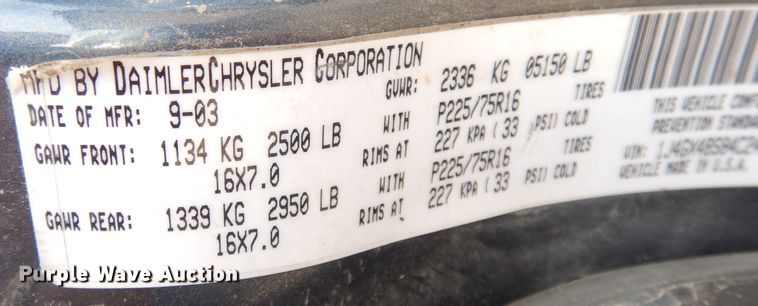 MFD BY DAIMLERCHRYSLER CORPORATION
DATE OF MFR: 9-03 GVWR: 2336 KG 05150 LB
GAWR FRONT: 1134 KG 2500 LB WITH P225/75R16 TIRES
16X7.0 RIMS AT 227 KPA ( 33 PSI) COLD
GAWR REAR: 1339 KG 2950 LB WITH P225/75R16 TIRES
16X7.0 RIMS AT 227 KPA ( 33 PSI) COLD
THIS VEHICLE
PREVENTION
VIN:
VEHICLE MADE IN U.S.A.
Purple Wave Auction